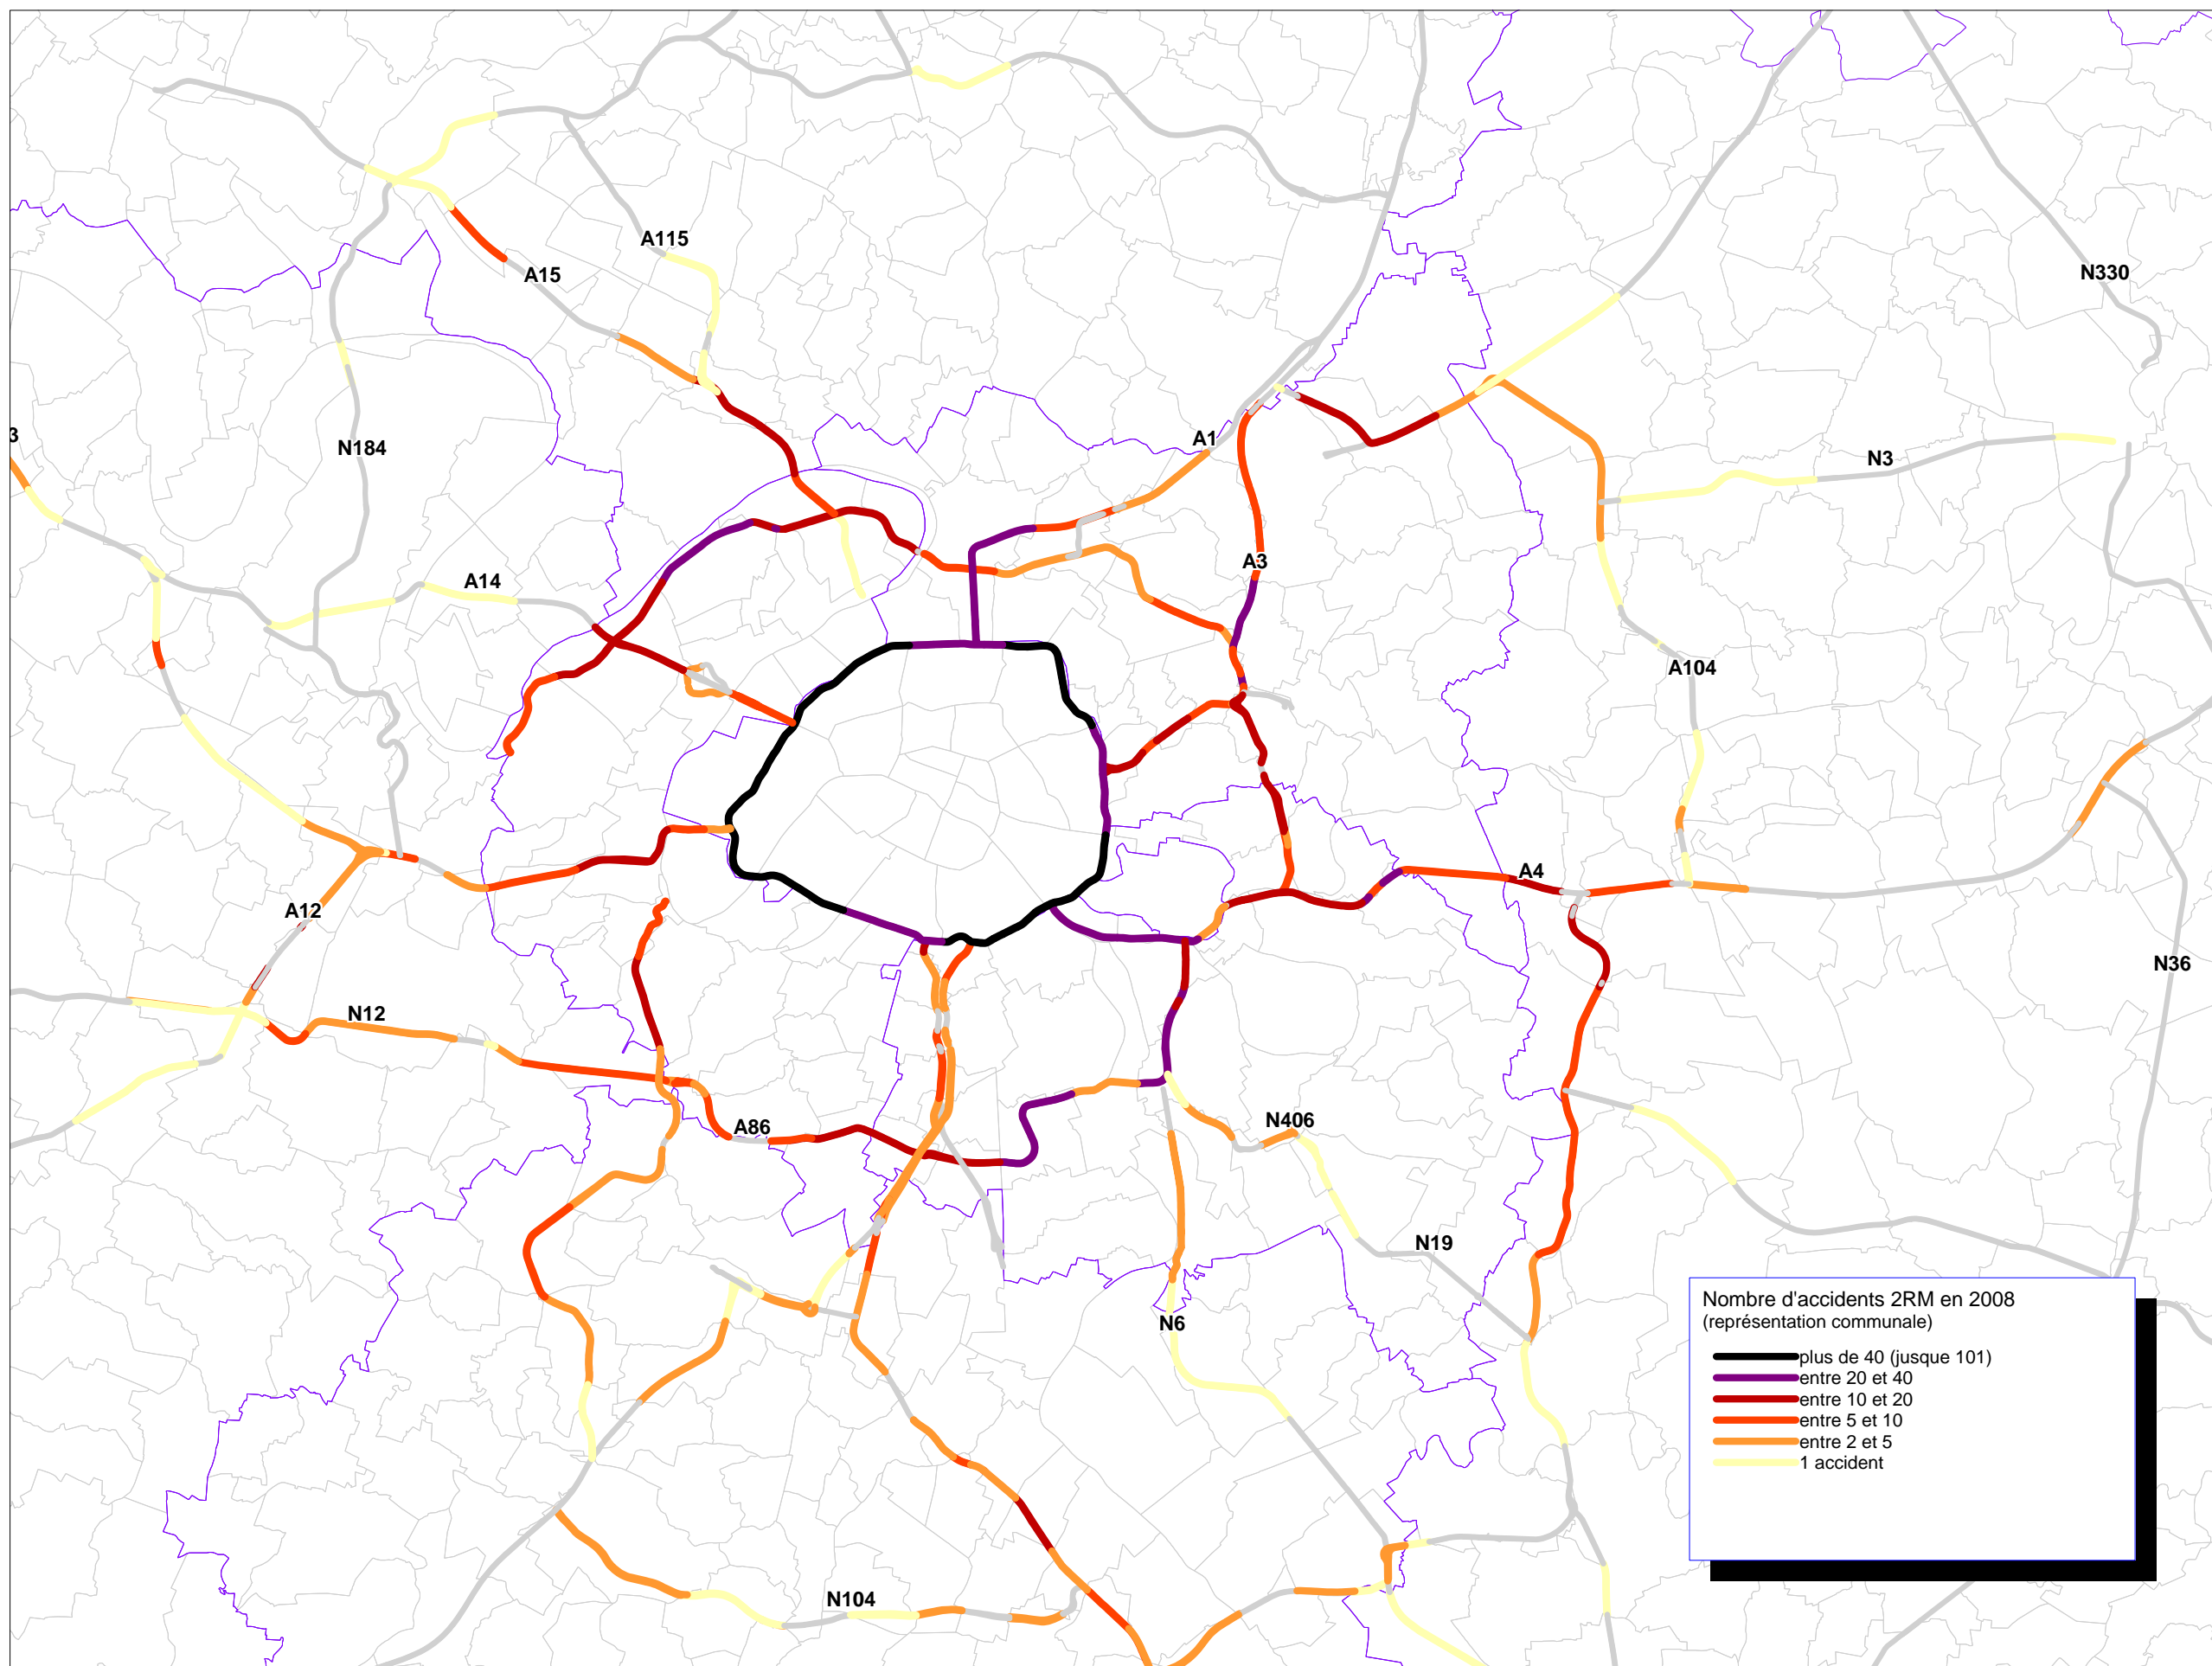 A115
A15
N330
3
N184
A1
N3
A3
A14
A104
A4
A12
N36
N12
N406
A86
N19
N6
N104
Nombre d'accidents 2RM en 2008
(représentation communale)
plus de 40 (jusque 101)
entre 20 et 40
entre 10 et 20
entre 5 et 10
entre 2 et 5
1 accident